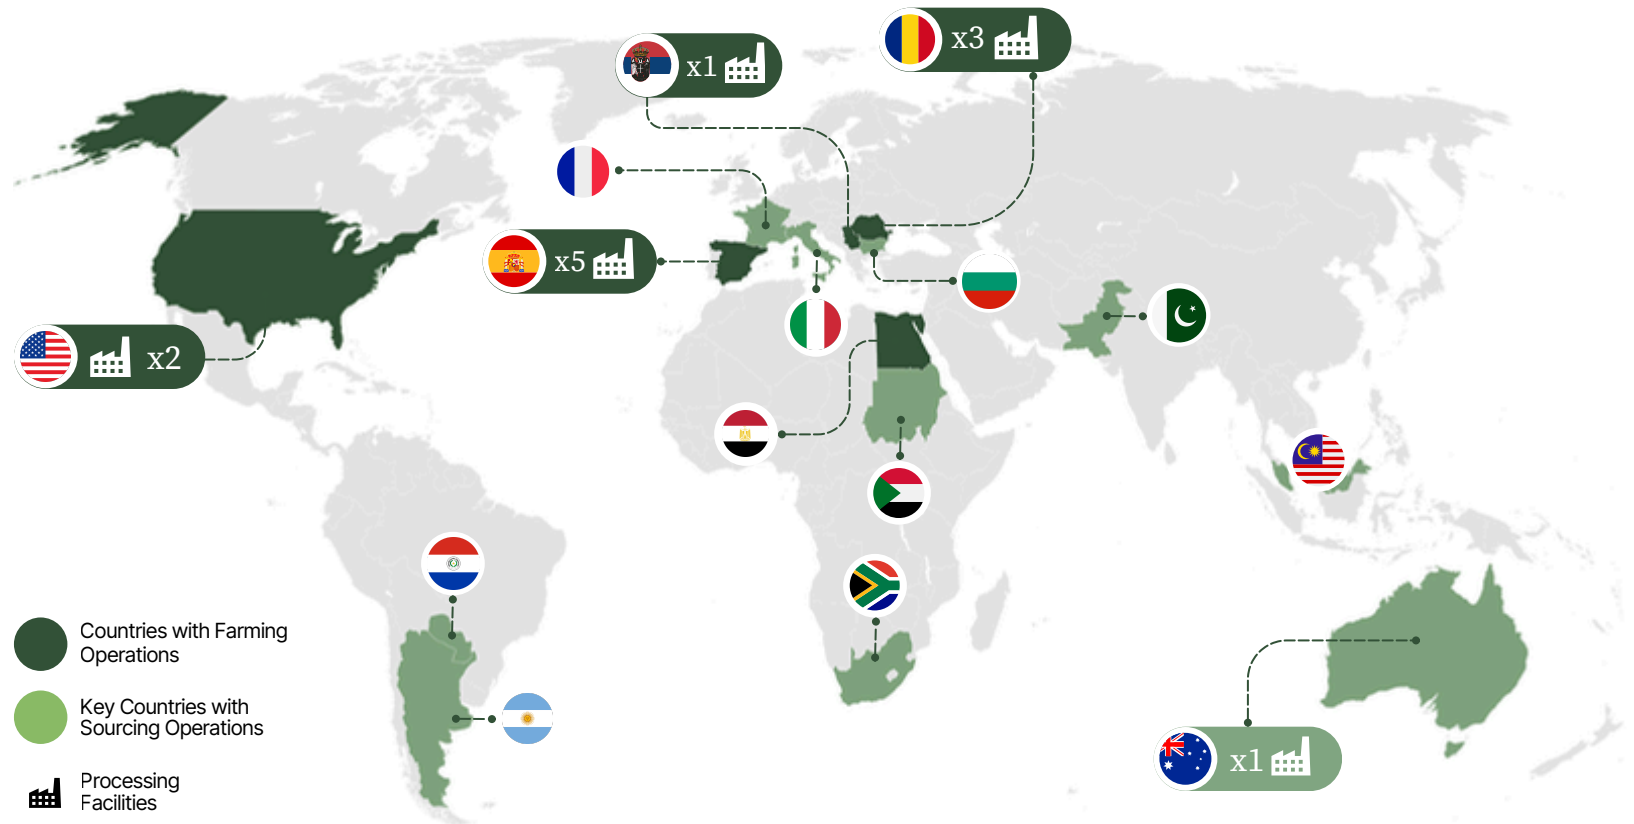 x1
x3
x5
x2
x1
Countries with Farming
Operations
Key Countries with
Sourcing Operations
Processing
Facilities